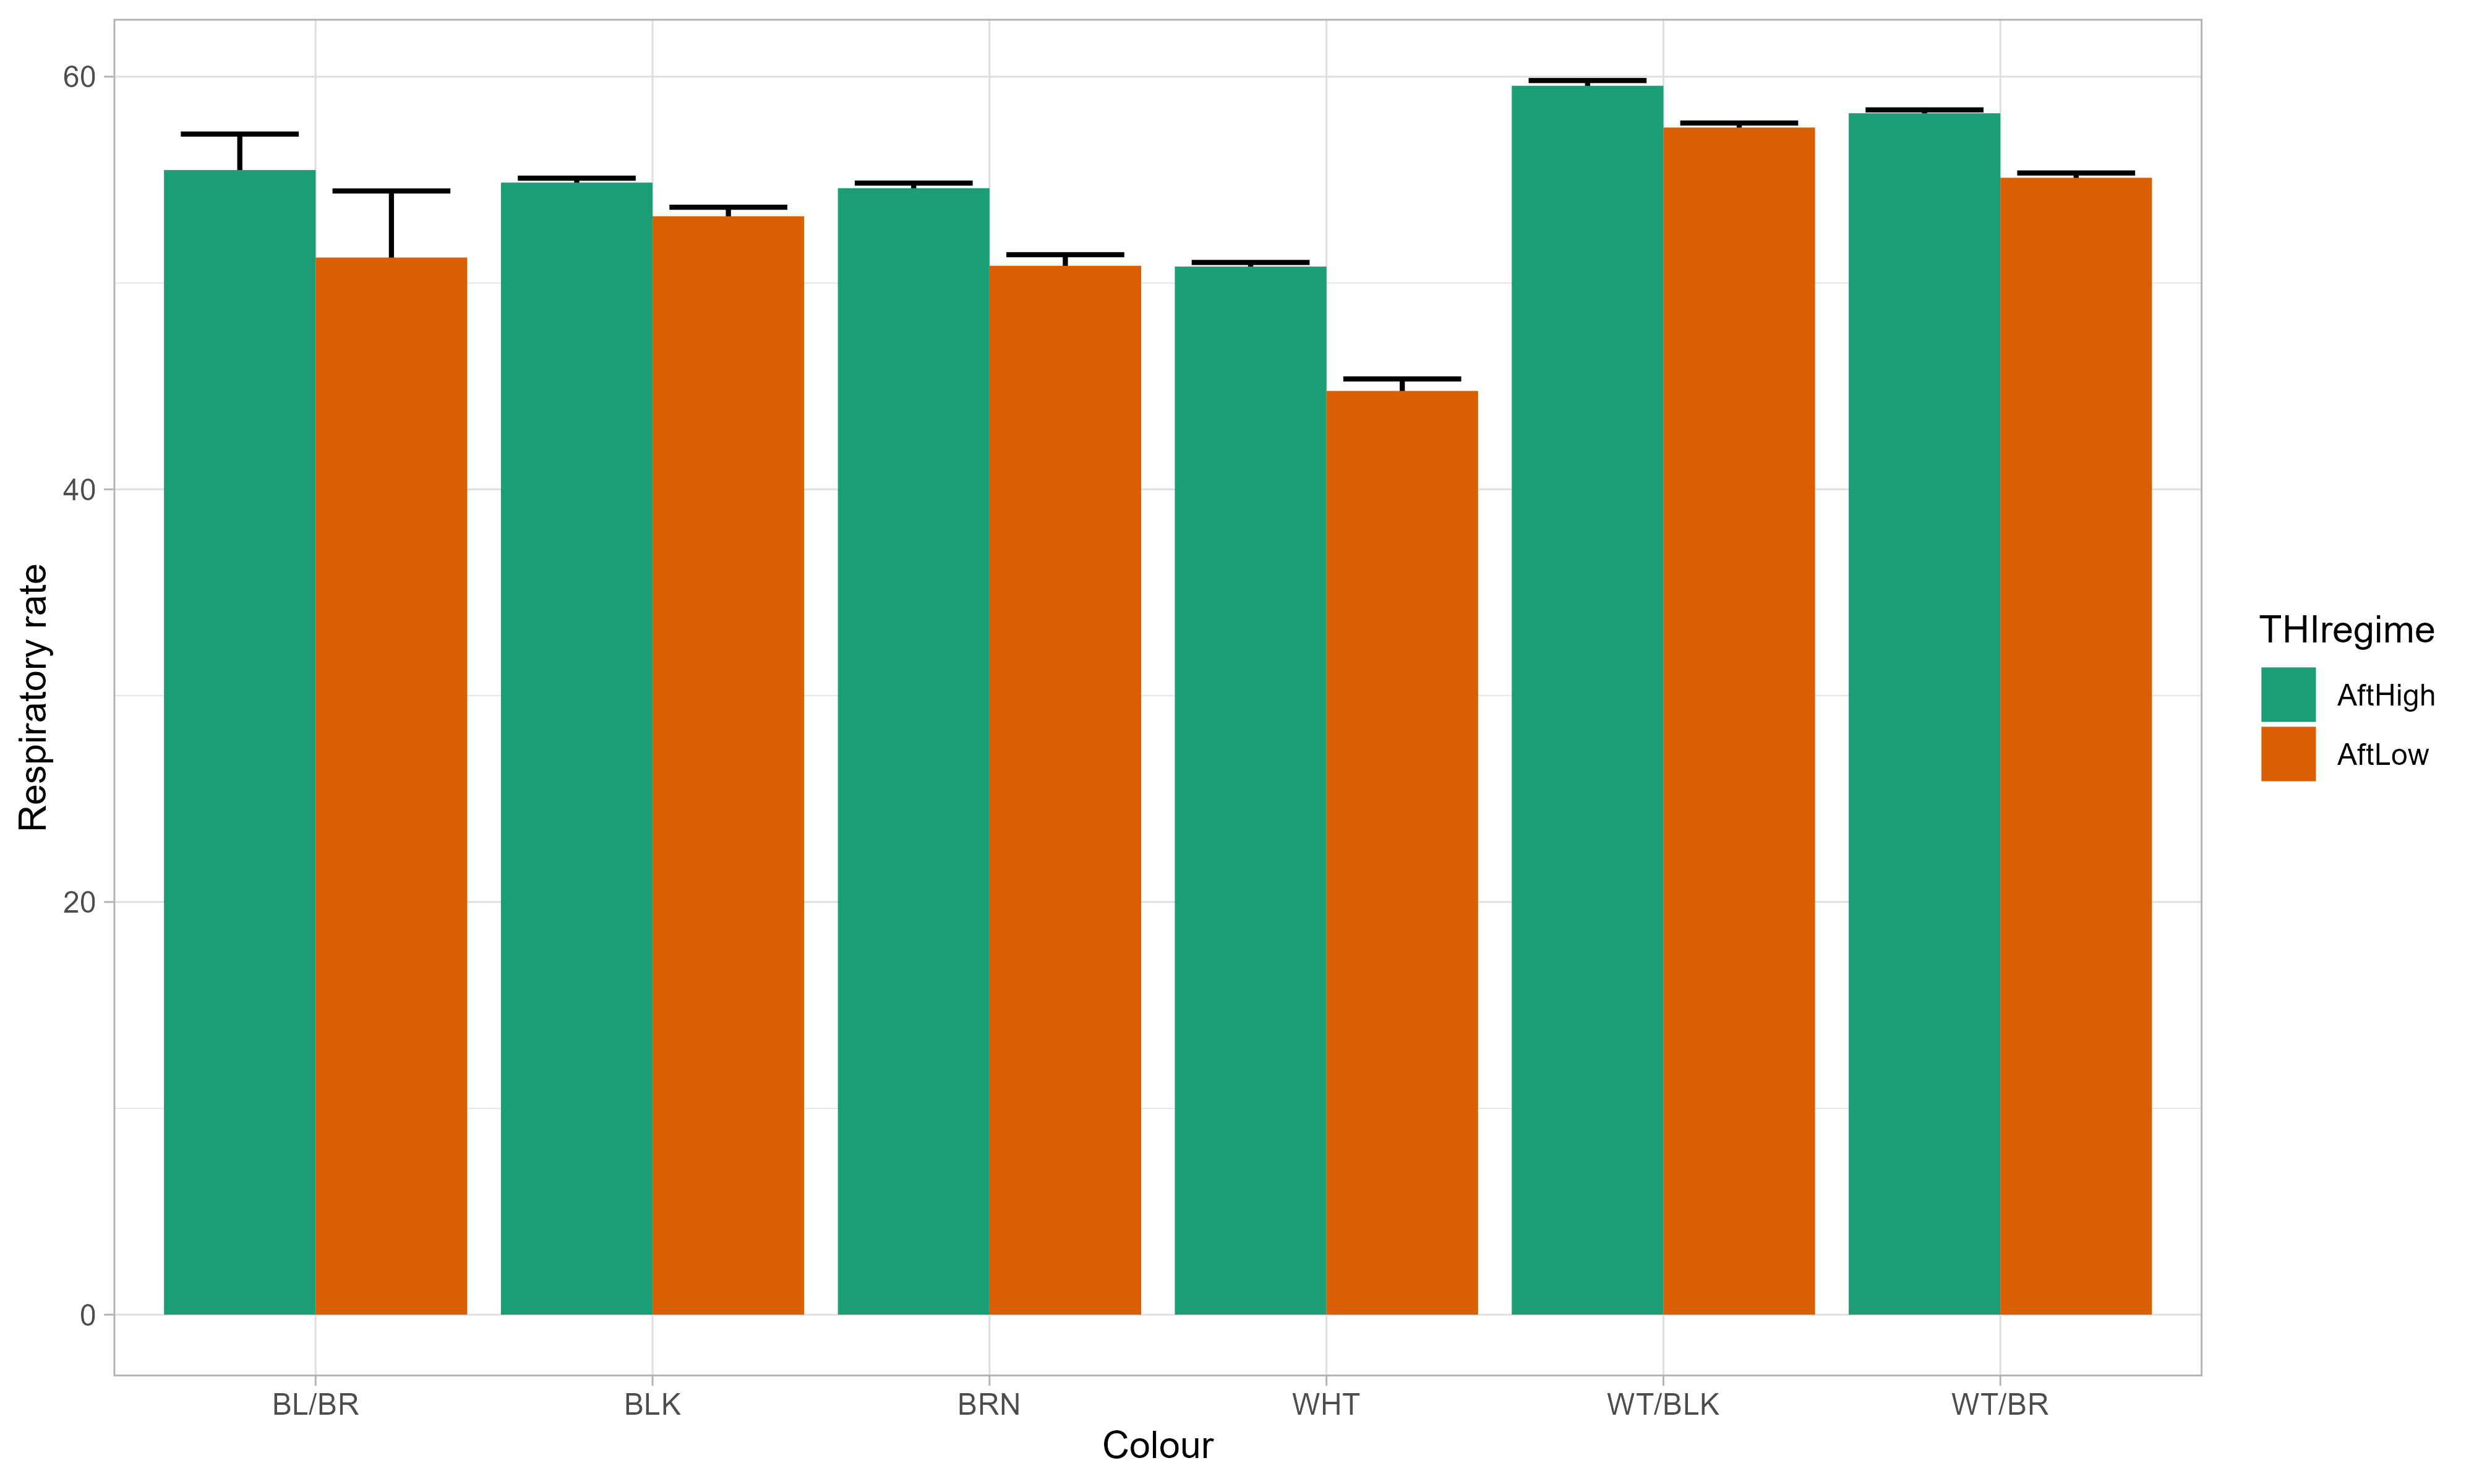 60
40
20
0
Respiratory rate
BL/BR
BLK
BRN
WHT
WT/BLK
WT/BR
Colour
THIregime
AftHigh
AftLow